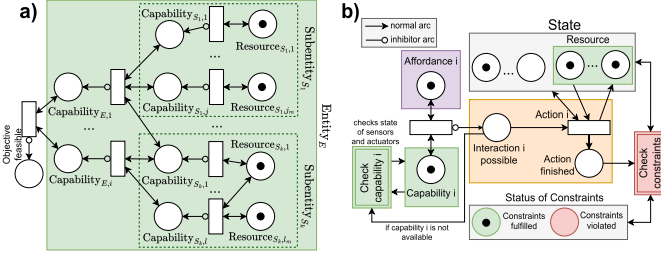 a)
Capability_{S_1,1}
Resource_{S_1,1}
...
...
Capability_{E,1}
Capability_{S_1,j}
Resource_{S_1,j_m}
Subentity_{S_1}
Objective
feasible
...
...
Entity_E
Capability_{E,i}
Capability_{S_k,1}
Resource_{S_k,1}
...
Capability_{S_k,l}
Resource_{S_k,l_m}
Subentity_{S_k}
b)
normal arc
inhibitor arc
State
Resource
Affordance i
...
...
checks state
of sensors
and actuators
Action i
Interaction i
possible
Check
capability i
Capability i
Action
finished
Check
constraints
if capability i is not
available
Status of Constraints
Constraints
fulfilled
Constraints
violated